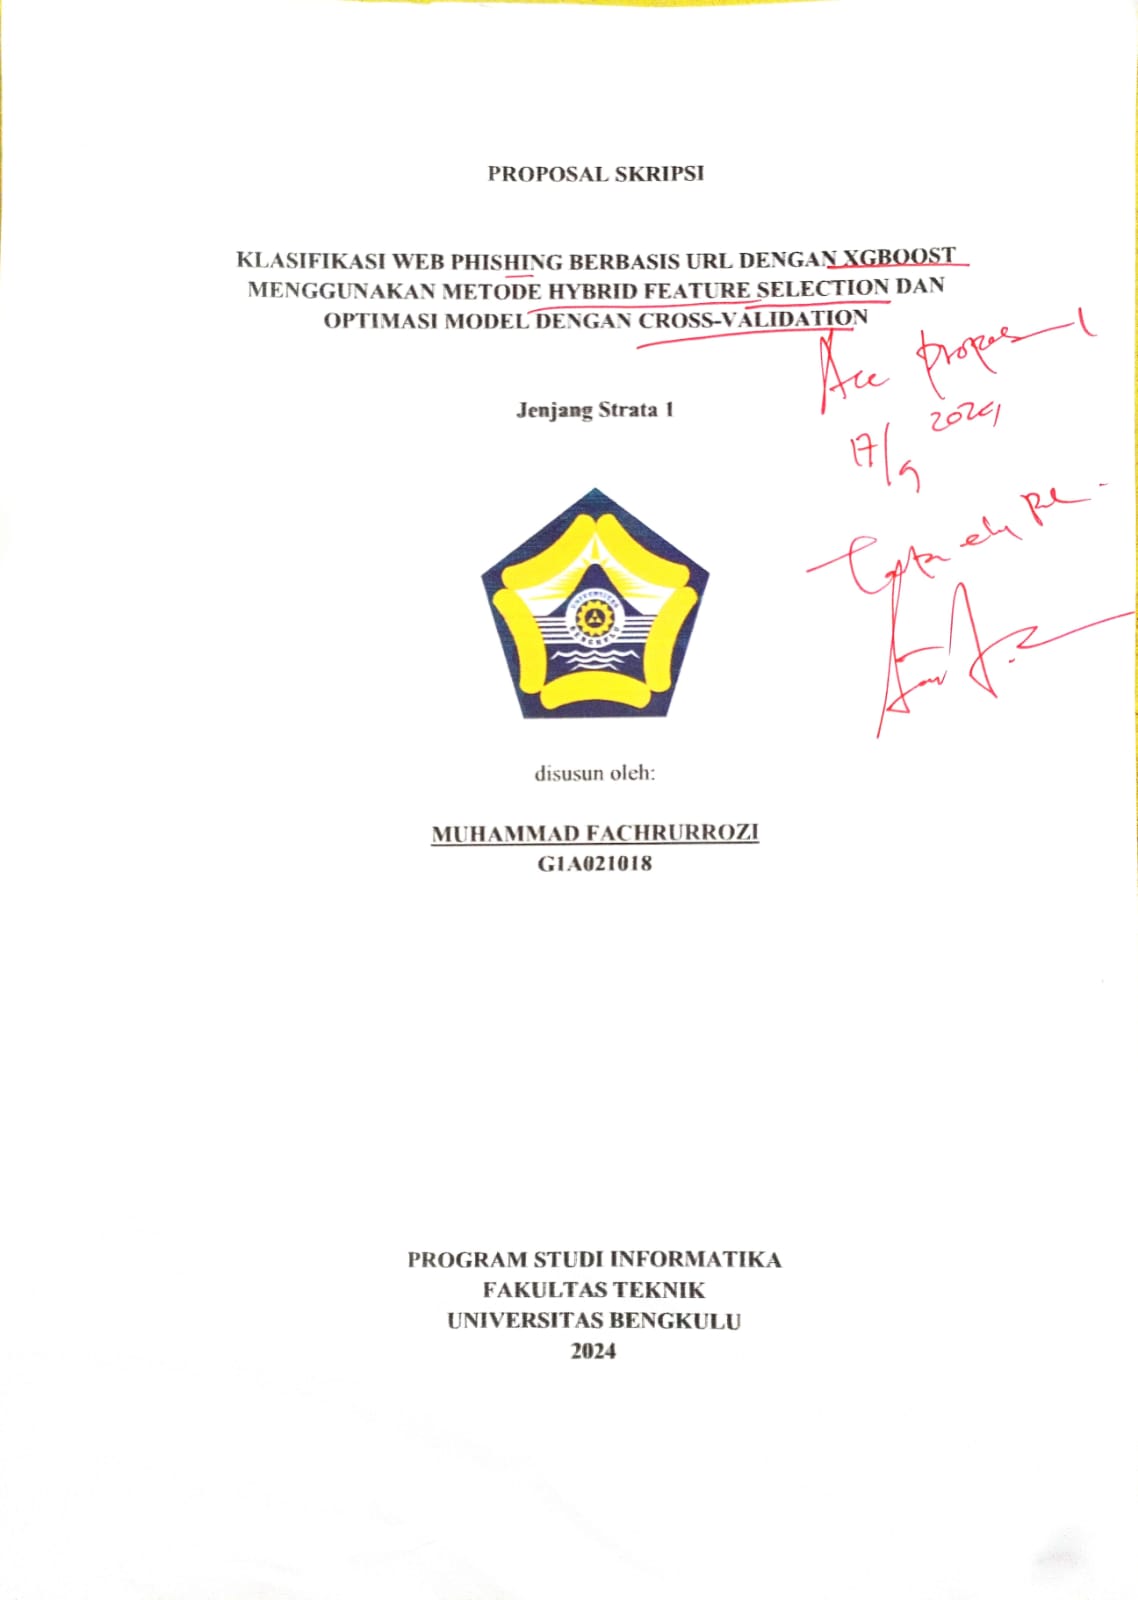 PROPOSAL SKRIPSI
KLASIFIKASI WEB PHISHING BERBASIS URL DENGAN XGBOOST
MENGGUNAKAN METODE HYBRID FEATURE SELECTION DAN
OPTIMASI MODEL DENGAN CROSS-VALIDATION
Acc proposal
17/9 2024
Jenjang Strata 1
UNIVERSITAS
BENGKULU
disusun oleh:
MUHAMMAD FACHRURROZI
G1A021018
PROGRAM STUDI INFORMATIKA
FAKULTAS TEKNIK
UNIVERSITAS BENGKULU
2024